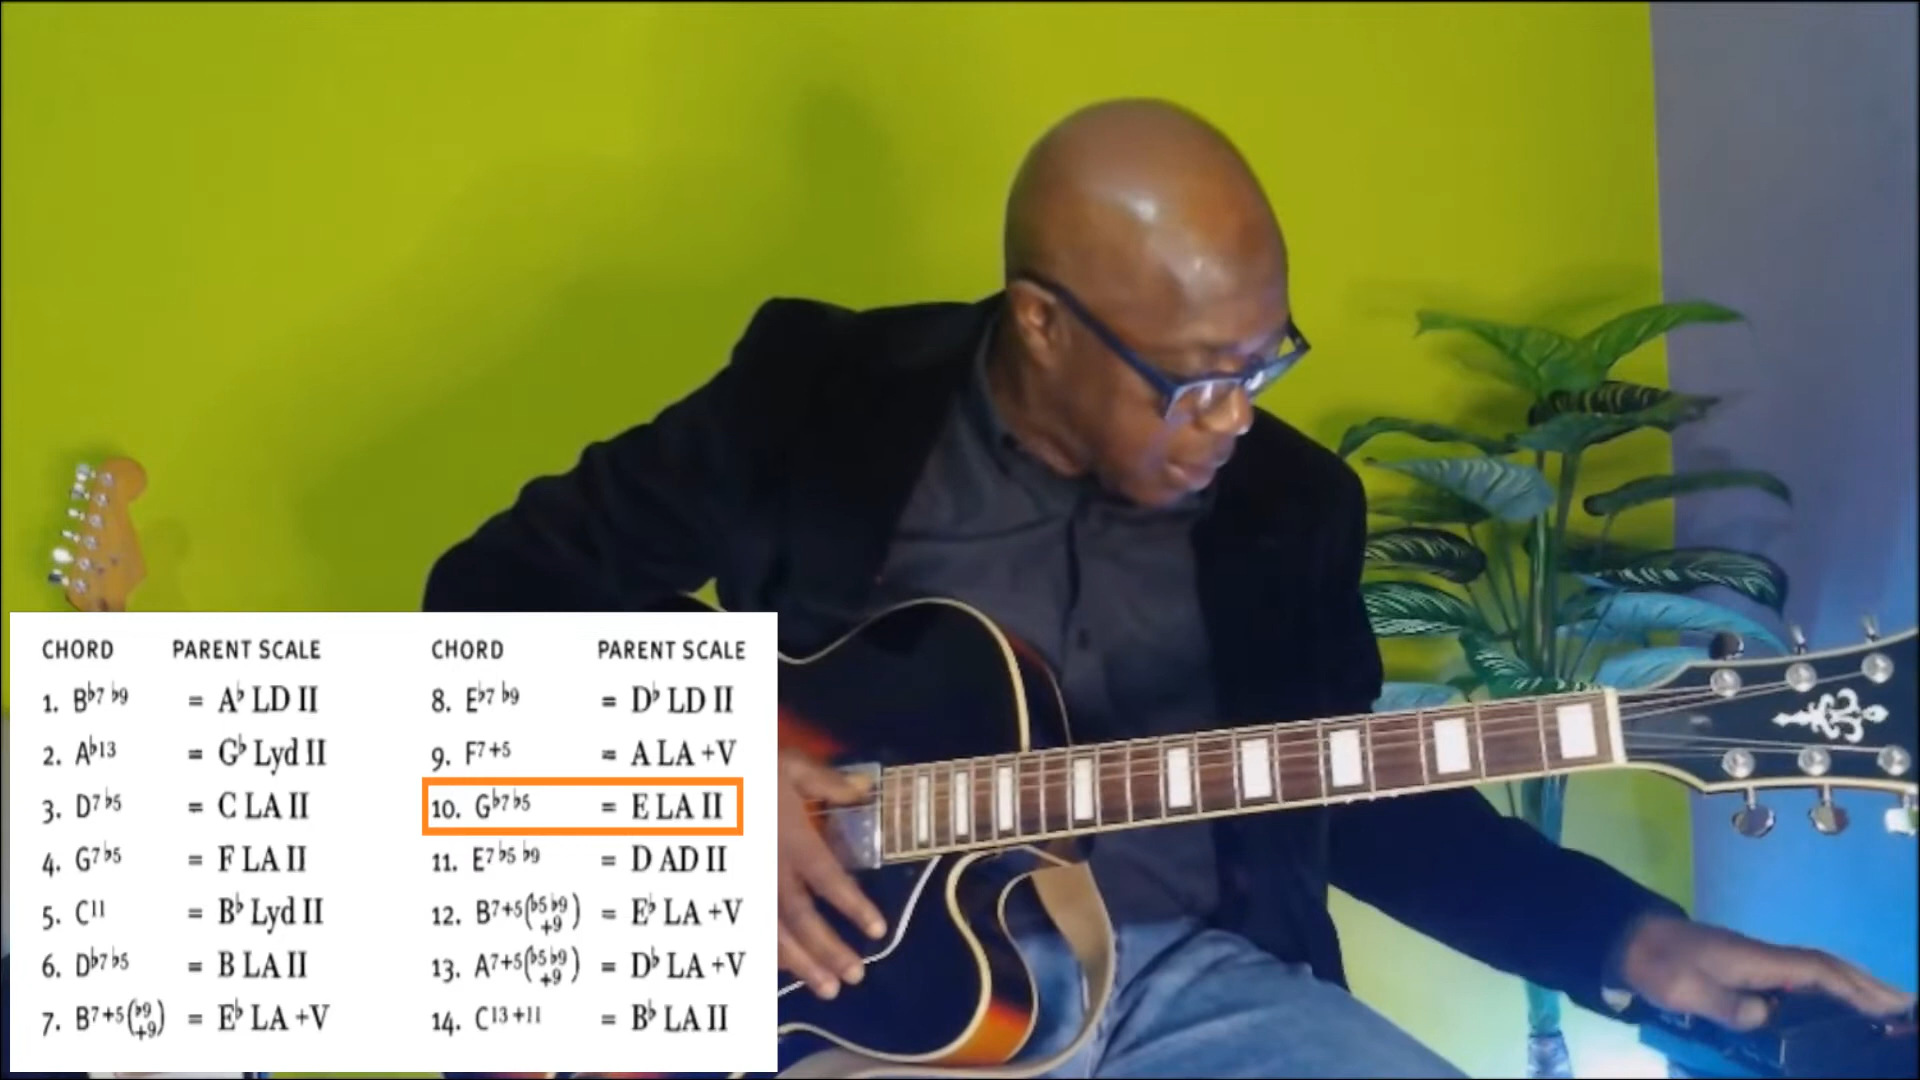 CHORD PARENT SCALE
1. B♭7 ♭9 = A♭ LD II
2. A♭13 = G♭ Lyd II
3. D7 ♭5 = C LA II
4. G7 ♭5 = F LA II
5. C11 = B♭ Lyd II
6. D♭7 ♭5 = B LA II
7. B7+5(♭9 +9) = E♭ LA +V
CHORD PARENT SCALE
8. E♭7 ♭9 = D♭ LD II
9. F7+5 = A LA +V
10. G♭7 ♭5 = E LA II
11. E7 ♭5 ♭9 = D AD II
12. B7+5(♭5 ♭9 +9) = E♭ LA +V
13. A7+5(♭5 ♭9 +9) = D♭ LA +V
14. C13 +11 = B♭ LA II